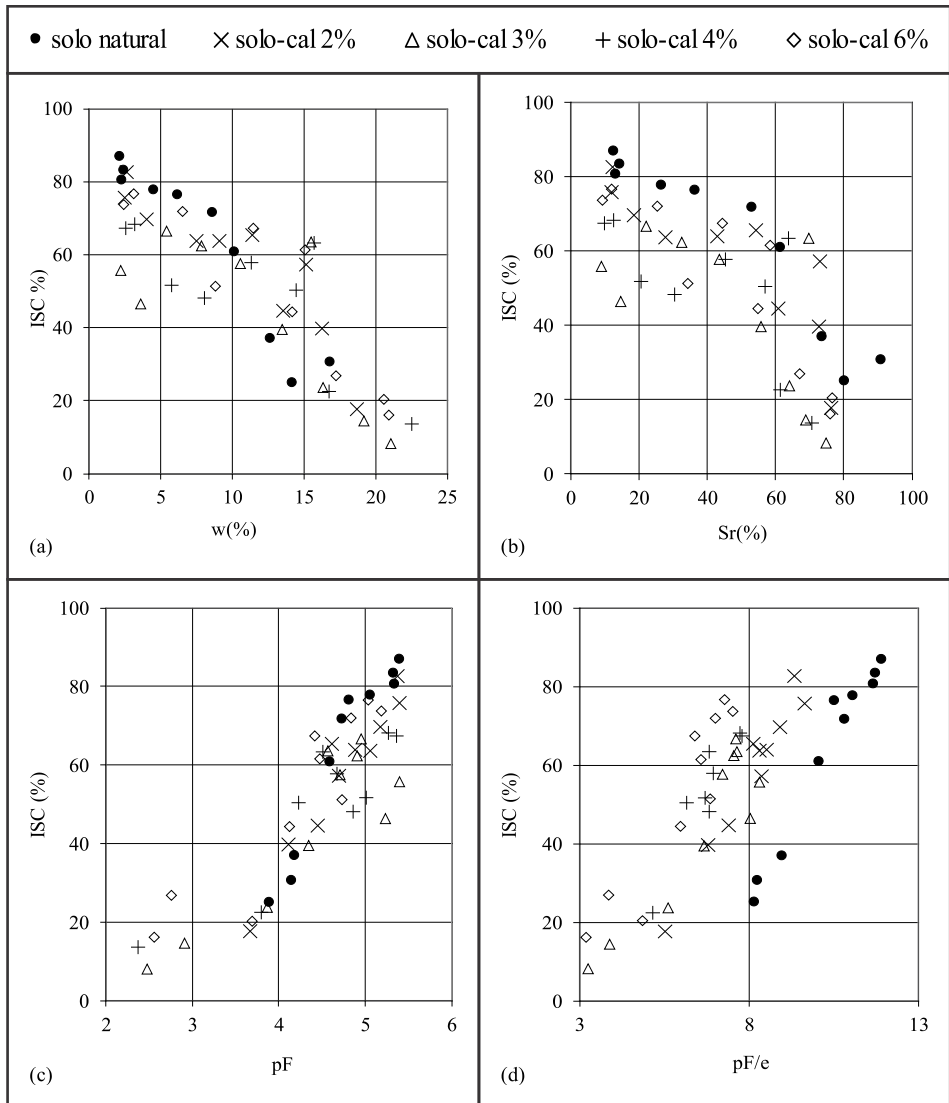 solo natural solo-cal 2% solo-cal 3% solo-cal 4% solo-cal 6%
100
80
60
40
20
0
ISC %)
0 5 10 15 20 25
w(%)
(a)
100
80
60
40
20
0
ISC (%)
0 20 40 60 80 100
Sr(%)
(b)
100
80
60
40
20
0
ISC (%)
2 3 4 5 6
pF
(c)
100
80
60
40
20
0
ISC (%)
3 8 13
pF/e
(d)